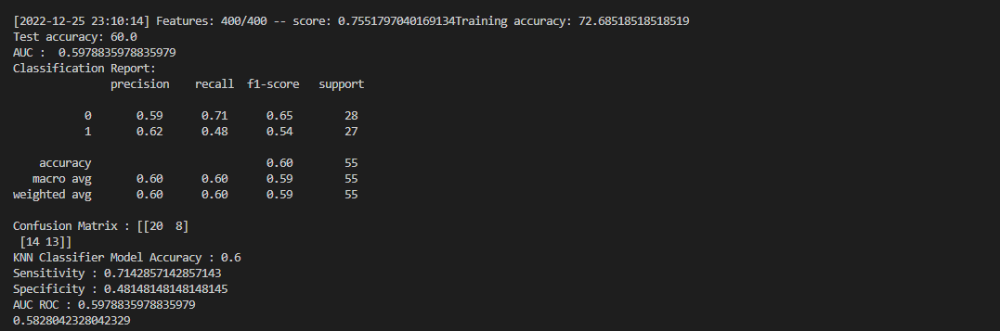 [2022-12-25 23:10:14] Features: 400/400 -- score: 0.7551797040169134Training accuracy: 72.68518518518519
Test accuracy: 60.0
AUC :  0.5978835978835979
Classification Report:
              precision    recall  f1-score   support
           0       0.59      0.71      0.65        28
           1       0.62      0.48      0.54        27
    accuracy                           0.60        55
   macro avg       0.60      0.60      0.59        55
weighted avg       0.60      0.60      0.59        55
Confusion Matrix : [[20  8]
 [14 13]]
KNN Classifier Model Accuracy : 0.6
Sensitivity : 0.7142857142857143
Specificity : 0.48148148148148145
AUC ROC : 0.5978835978835979
0.5828042328042329